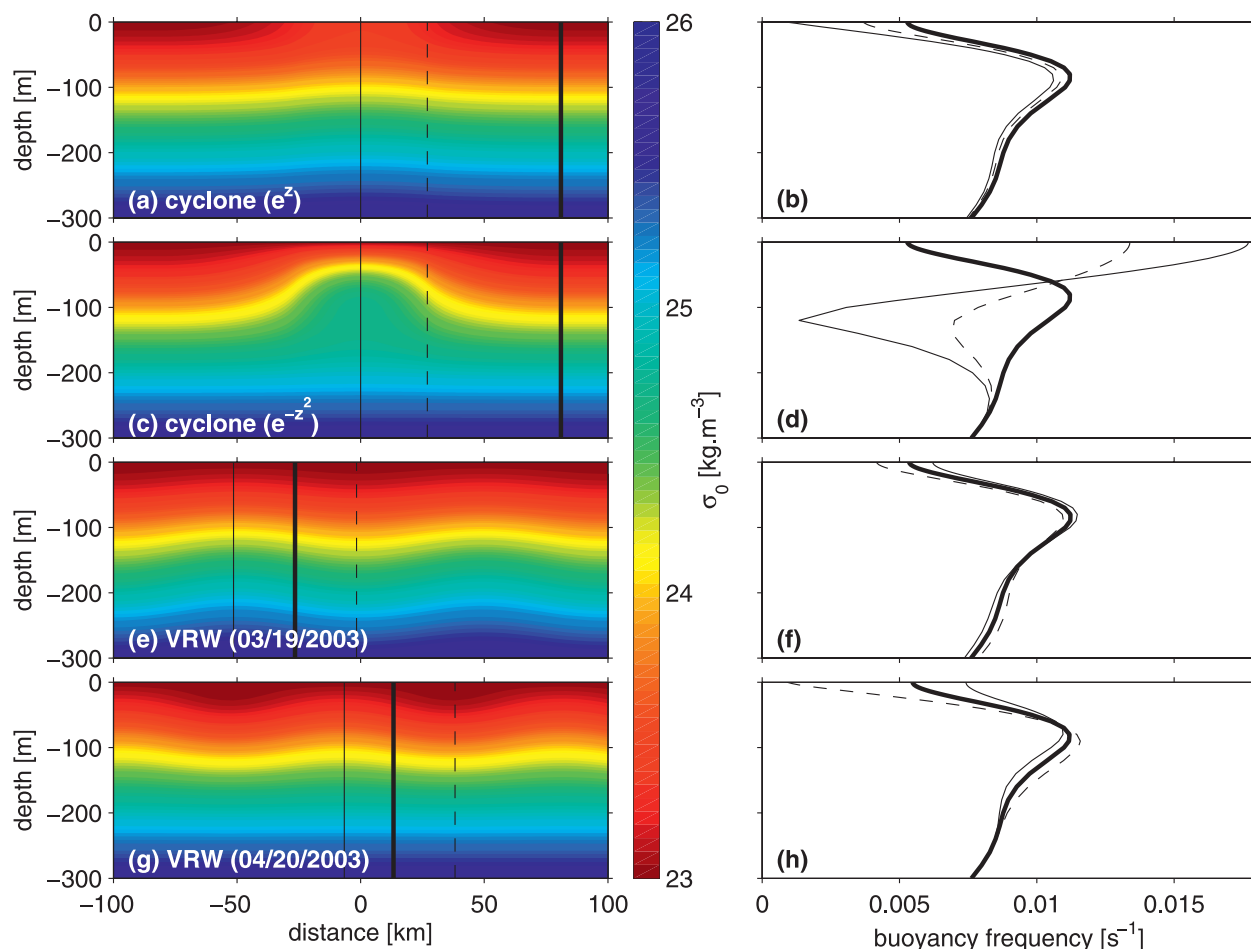 0
−100
−200
−300
depth [m]
(a) cyclone (e^z)
(b)
0
−100
−200
−300
depth [m]
(c) cyclone (e^{−z^2})
(d)
0
−100
−200
−300
depth [m]
(e) VRW (03/19/2003)
(f)
0
−100
−200
−300
depth [m]
(g) VRW (04/20/2003)
(h)
−100
−50
0
50
100
distance [km]
26
25
24
23
σ₀ [kg.m⁻³]
0
0.005
0.01
0.015
buoyancy frequency [s⁻¹]